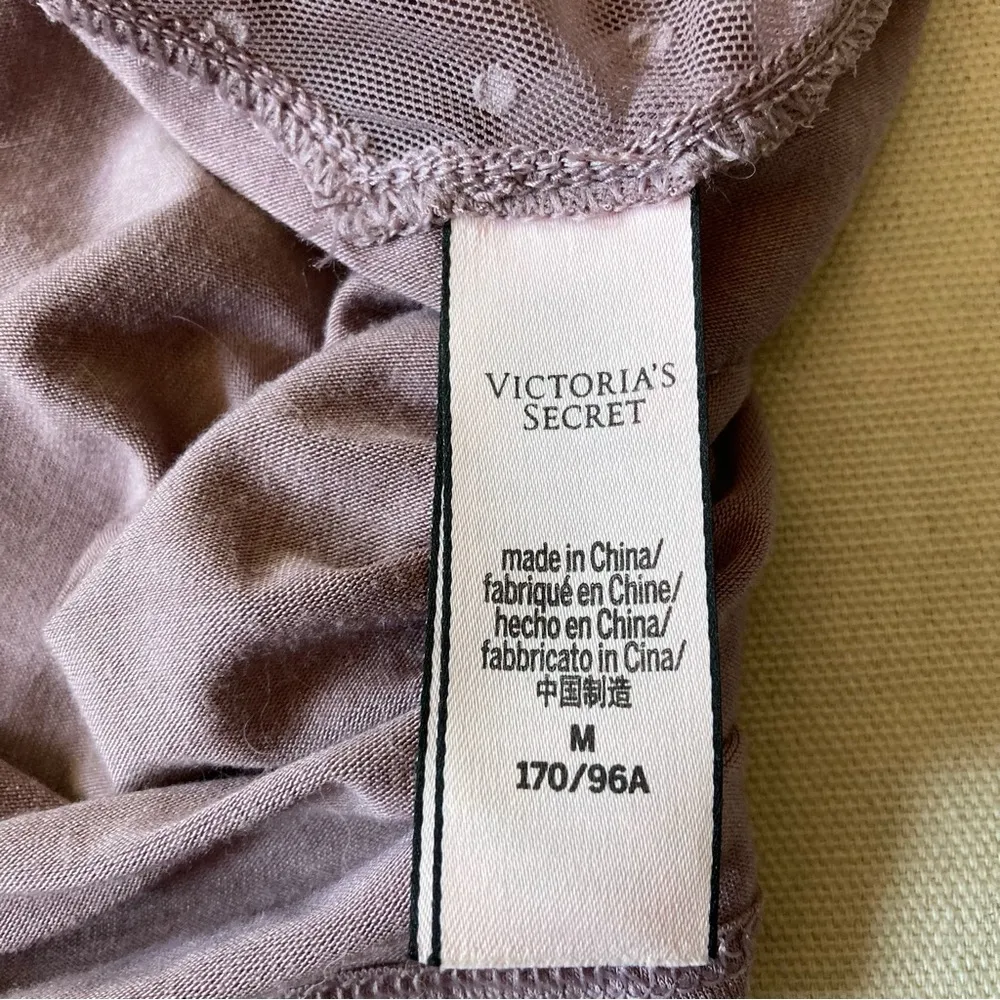 VICTORIA'S
SECRET
made in China/
fabriqué en Chine/
hecho en China/
fabbricato in Cina/
中国制造
M
170/96A